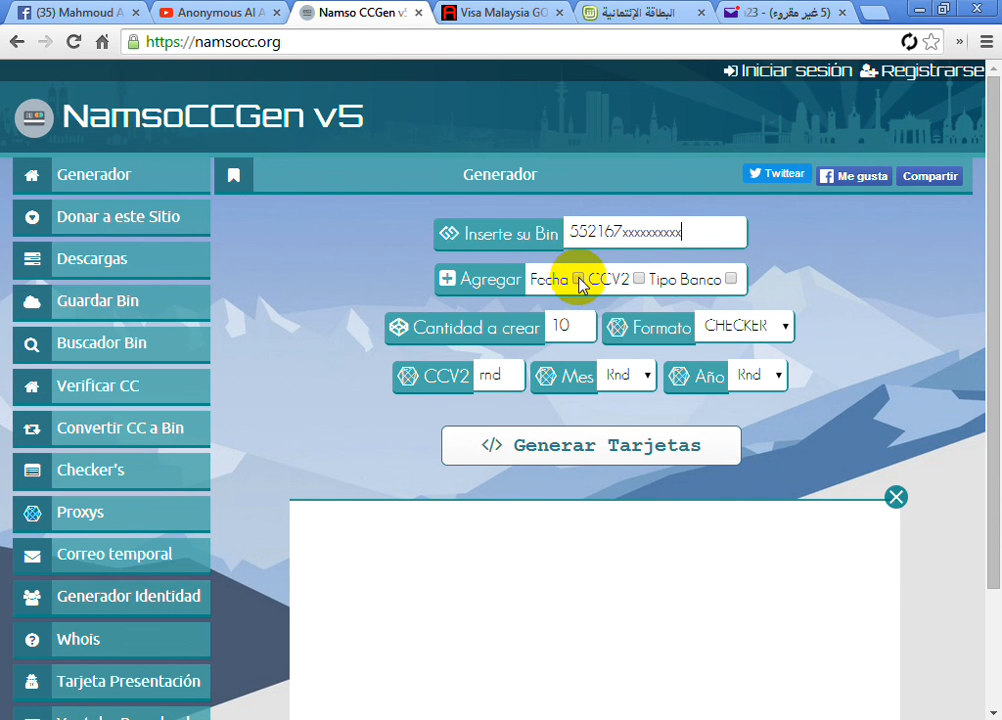 (35) Mahmoud A
Anonymous Al A
Namso CCGen v5
Visa Malaysia GO
البطاقة الإئتمانية
(5 غير مقروء) - 123
https://namsocc.org
Iniciar sesión Registrarse
NamsoCCGen v5
Generador
Donar a este Sitio
Descargas
Guardar Bin
Buscador Bin
Verificar CC
Convertir CC a Bin
Checker's
Proxys
Correo temporal
Generador Identidad
Whois
Tarjeta Presentación
Generador
Twittear
Me gusta
Compartir
Inserte su Bin 552167xxxxxxxxxx
Agregar Fecha CCV2 Tipo Banco
Cantidad a crear 10 Formato CHECKER
CCV2 rnd Mes Rnd Año Rnd
</> Generar Tarjetas